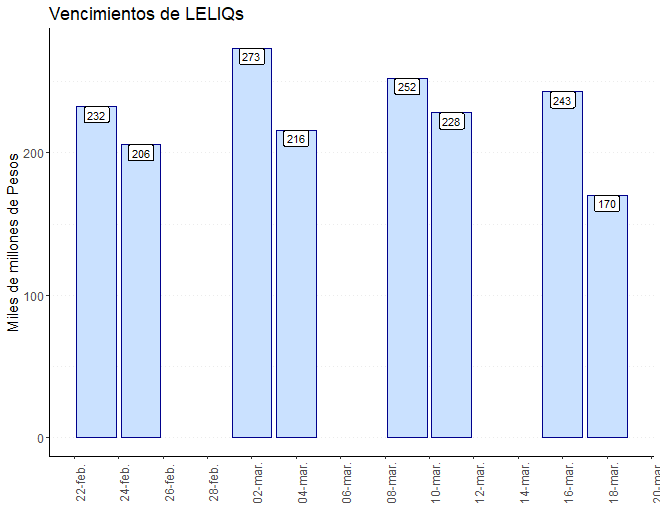 Vencimientos de LELIQs
Miles de millones de Pesos
200
100
0
232
206
273
216
252
228
243
170
22-feb.
24-feb.
26-feb.
28-feb.
02-mar.
04-mar.
06-mar.
08-mar.
10-mar.
12-mar.
14-mar.
16-mar.
18-mar.
20-mar.